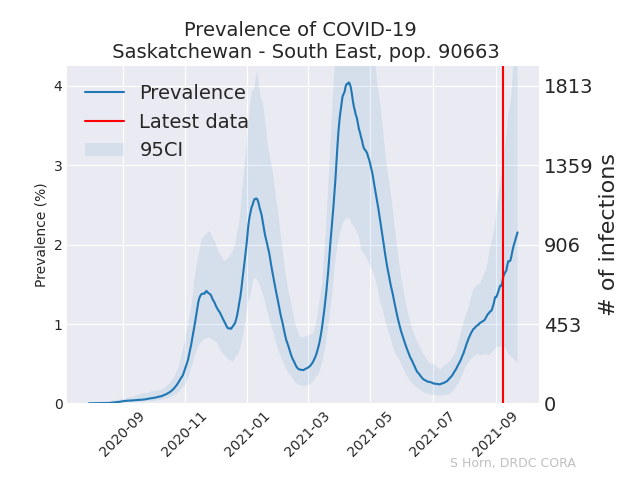 Prevalence of COVID-19
Saskatchewan - South East, pop. 90663
Prevalence
Latest data
95CI
Prevalence (%)
4
3
2
1
0
1813
1359
906
453
0
# of infections
2020-09
2020-11
2021-01
2021-03
2021-05
2021-07
2021-09
S Horn, DRDC CORA